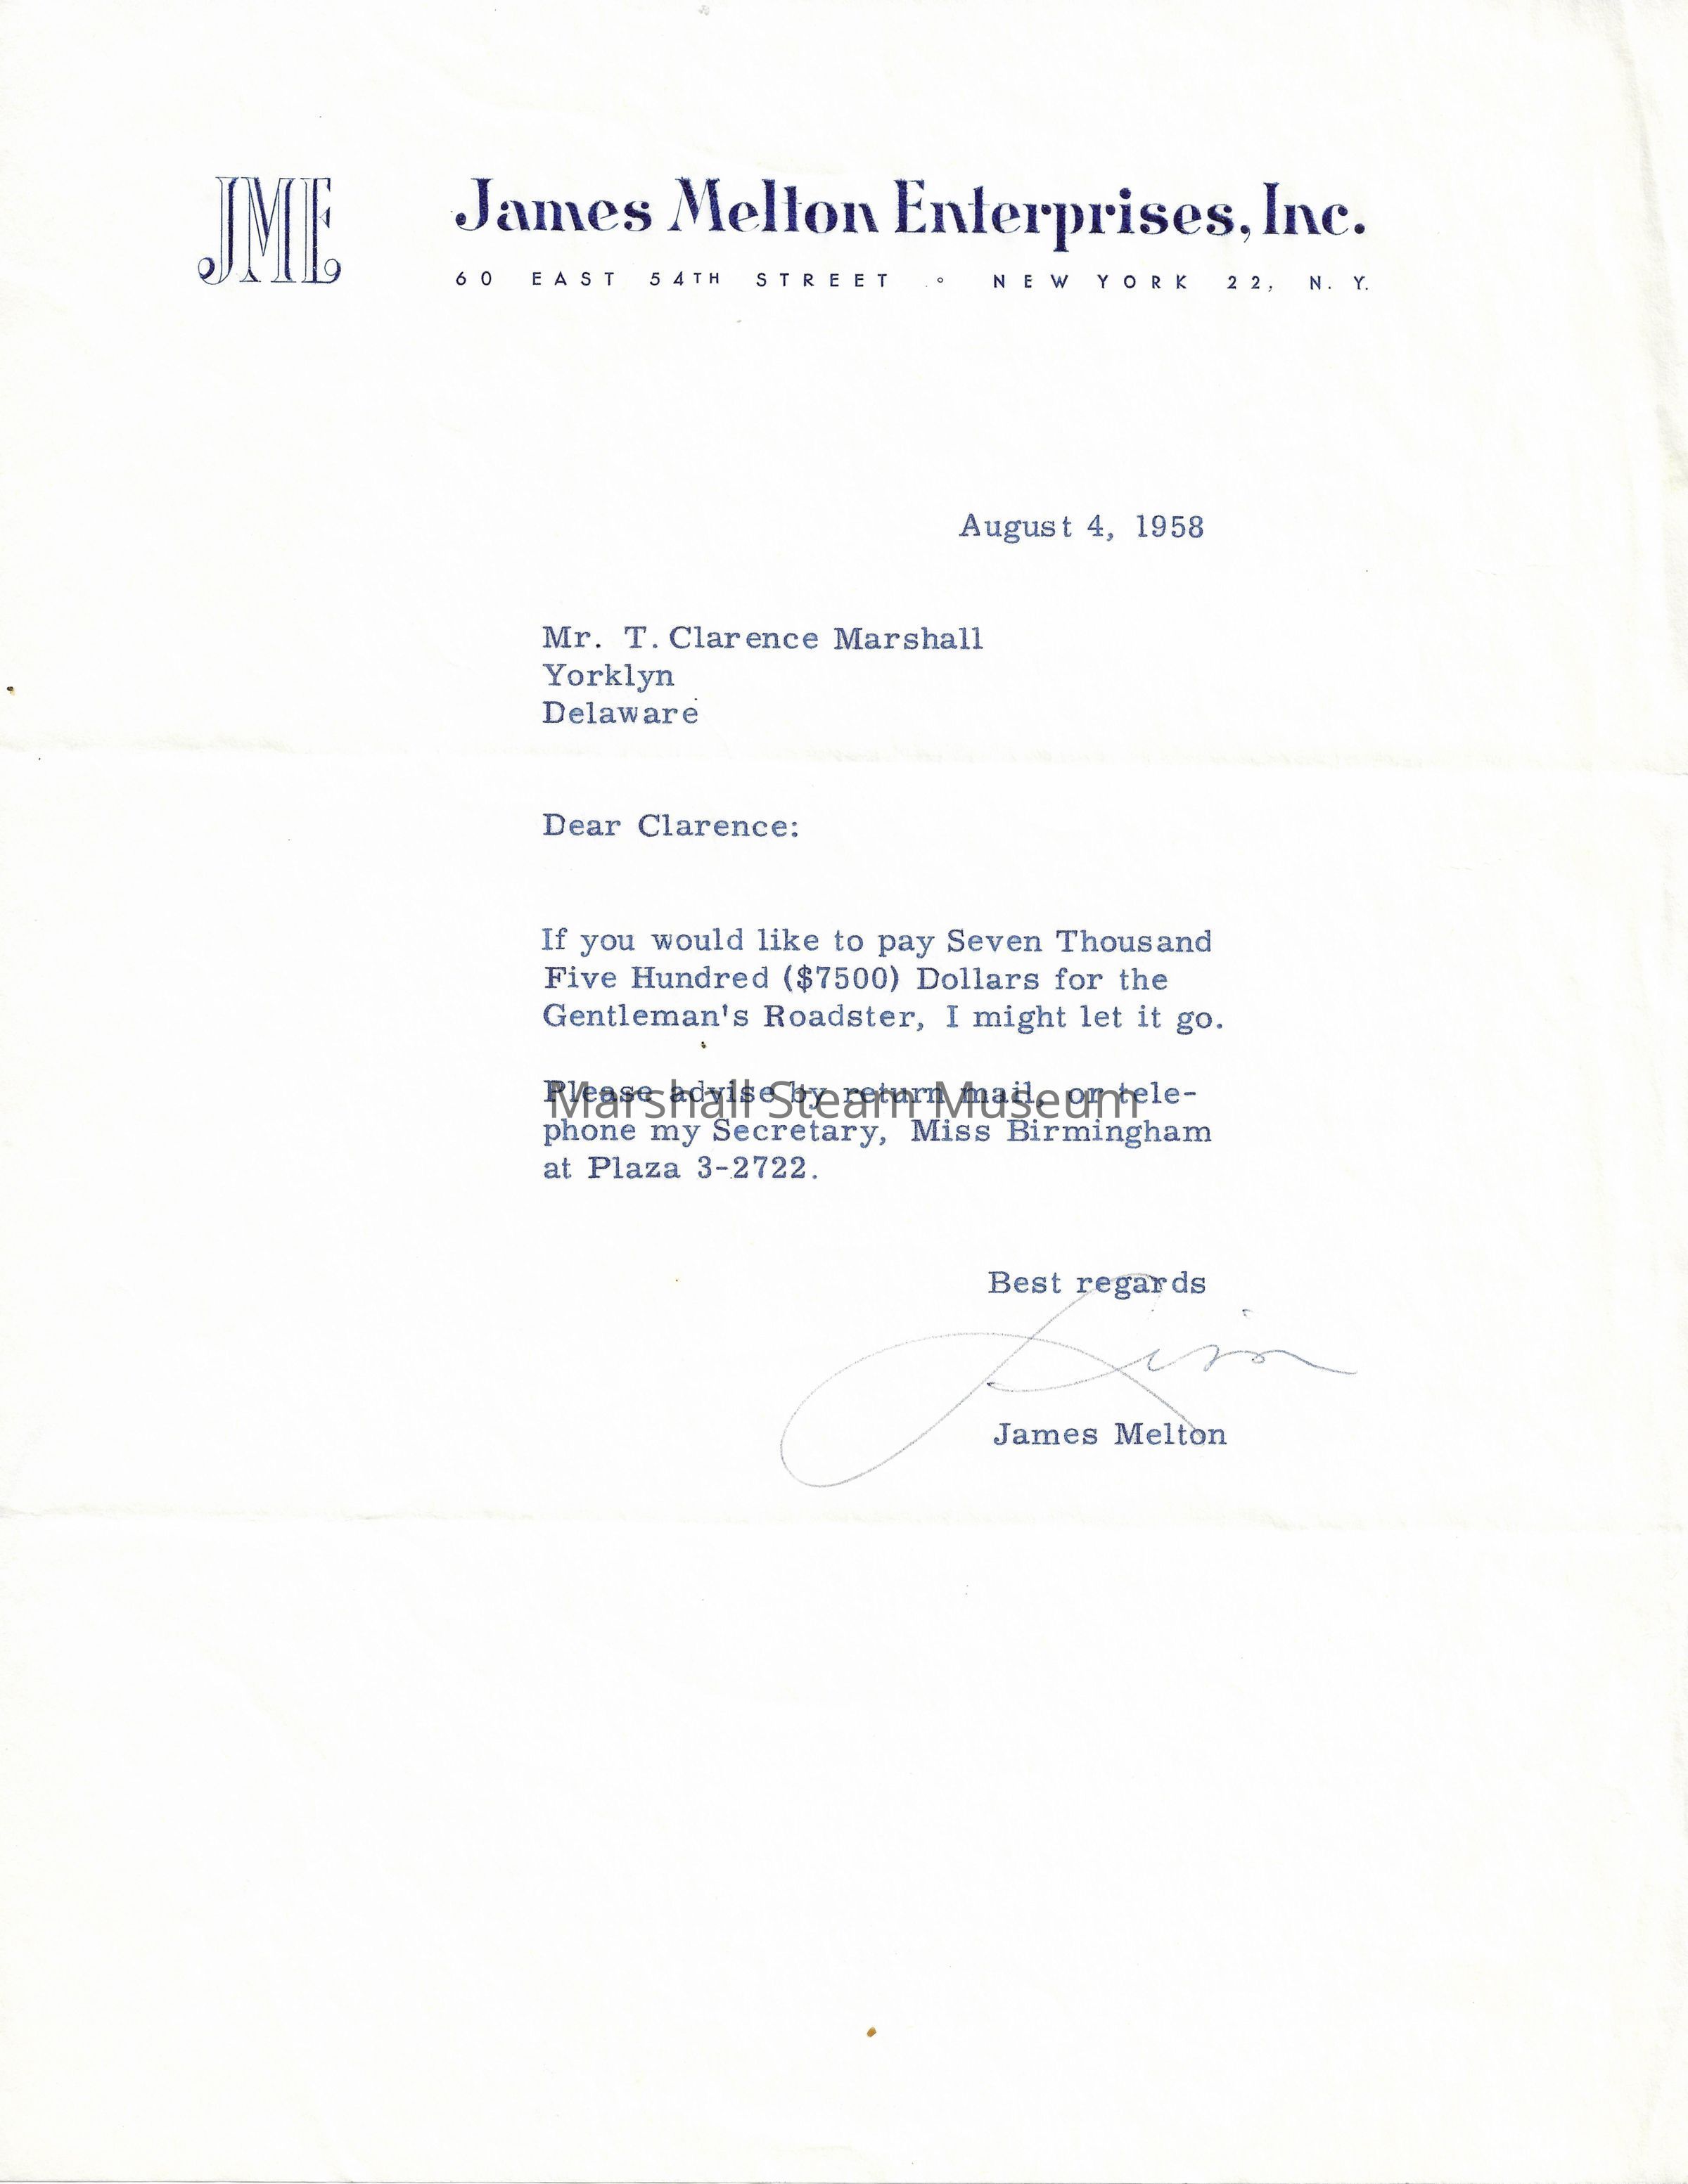 JME
James Melton Enterprises, Inc.
60 EAST 54TH STREET ∘ NEW YORK 22, N. Y.
August 4, 1958
Mr. T. Clarence Marshall
Yorklyn
Delaware
Dear Clarence:
If you would like to pay Seven Thousand
Five Hundred ($7500) Dollars for the
Gentleman's Roadster, I might let it go.
Please advise by return mail, or tele-
Marshall Steam Museum
phone my Secretary, Miss Birmingham
at Plaza 3-2722.
Best regards
Jim
James Melton